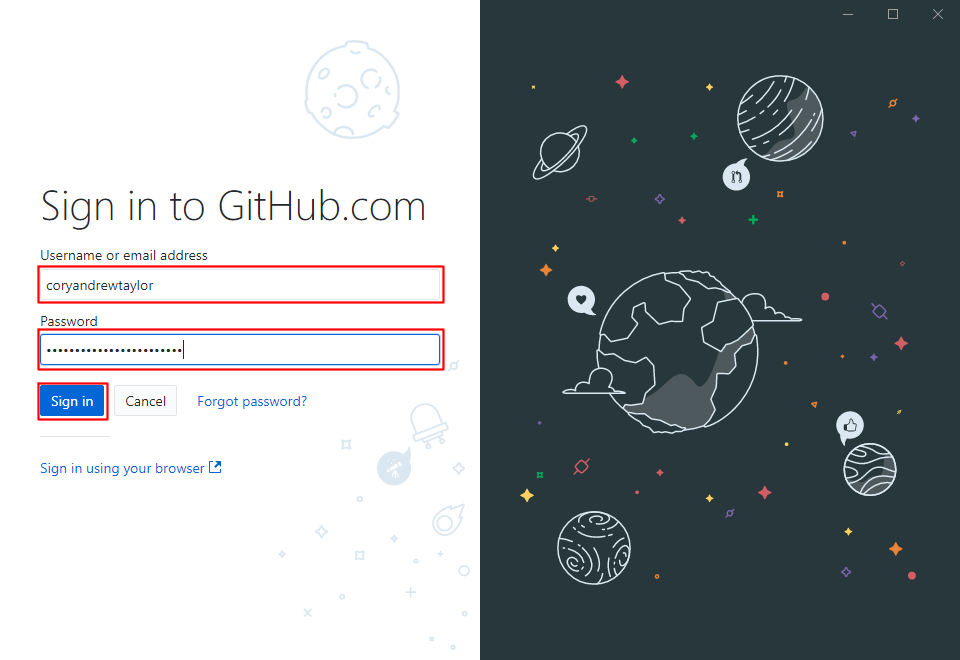 Sign in to GitHub.com
Username or email address
coryandrewtaylor
Password
••••••••••••••••••••••••
Sign in
Cancel
Forgot password?
Sign in using your browser